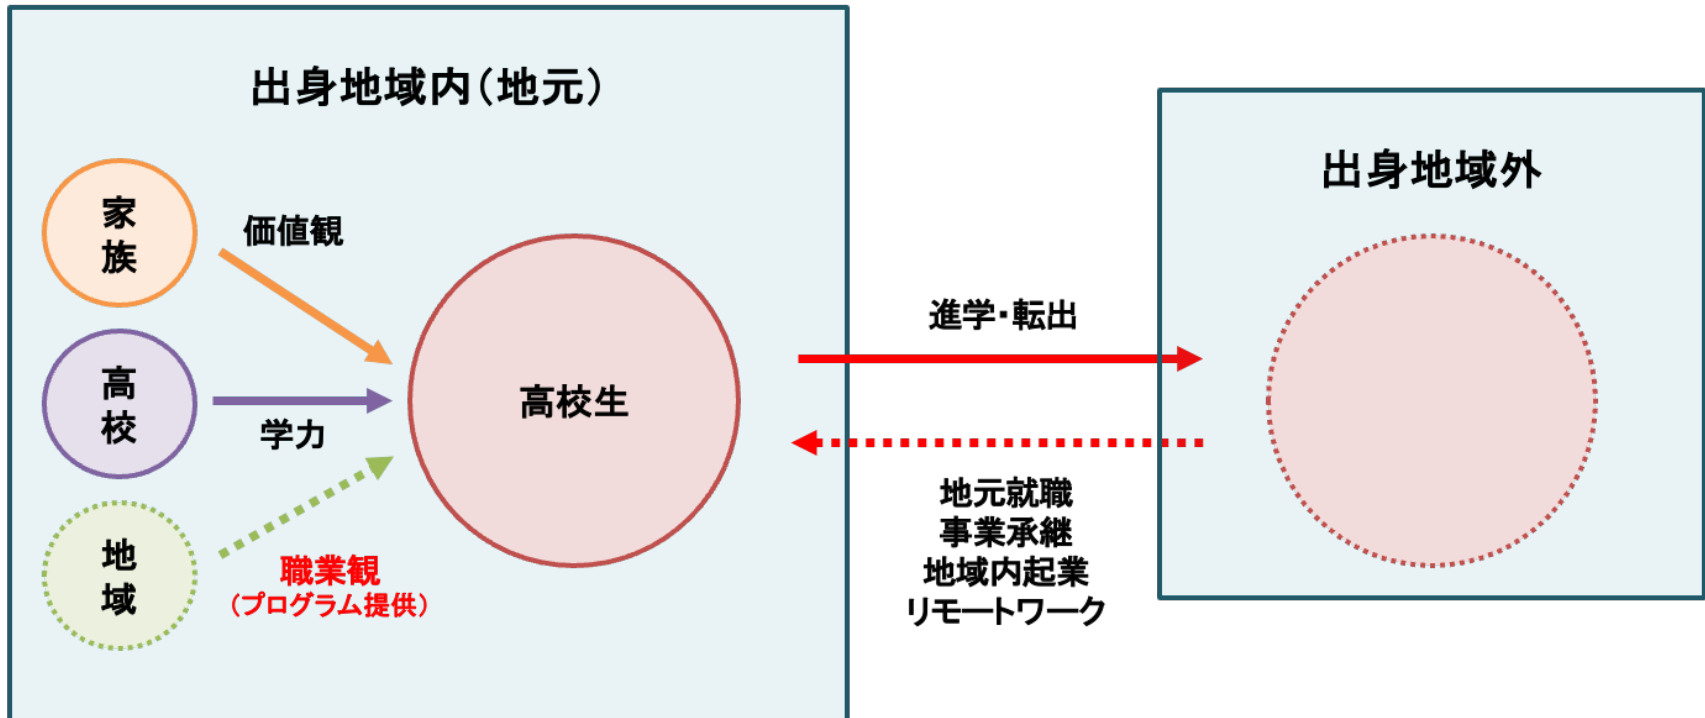 出身地域内（地元）
出身地域外
家族
価値観
高校
学力
高校生
地域
職業観
（プログラム提供）
進学・転出
地元就職
事業承継
地域内起業
リモートワーク